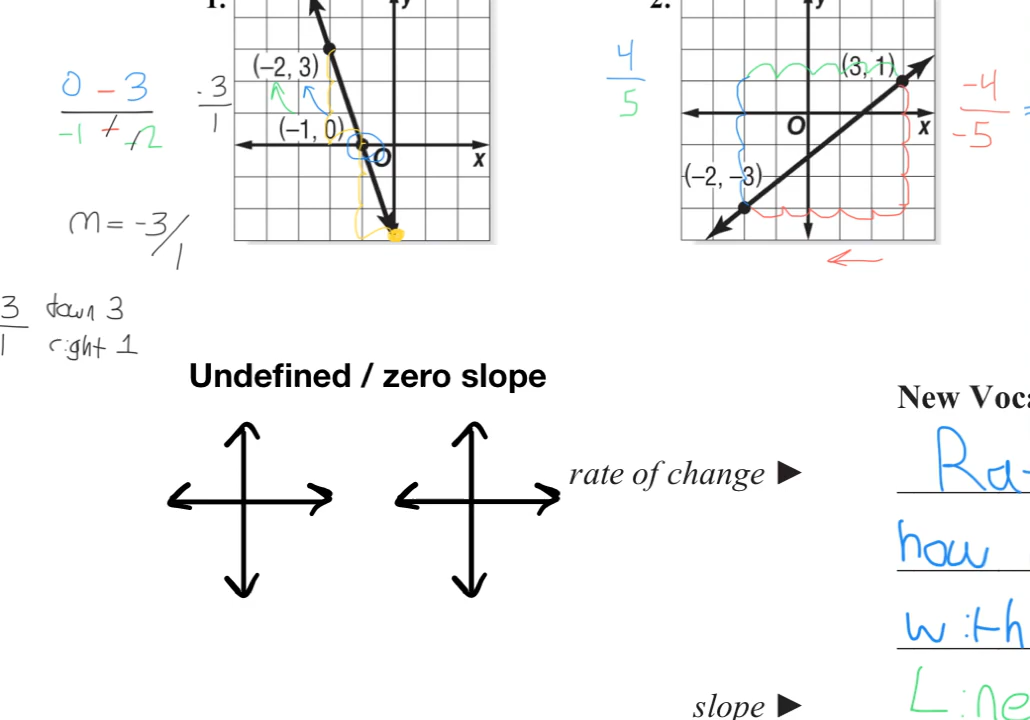 1.
y
2.
y
(-2, 3)
(-1, 0)
O
x
0 - 3
-1 + 2
-3
1
m = -3/1
3 down 3
1 right 1
4
5
(3, 1)
O
x
(-2, -3)
-4
-5
=
Undefined / zero slope
rate of change ▶
slope ▶
New Voca
Rat
how
with
Line